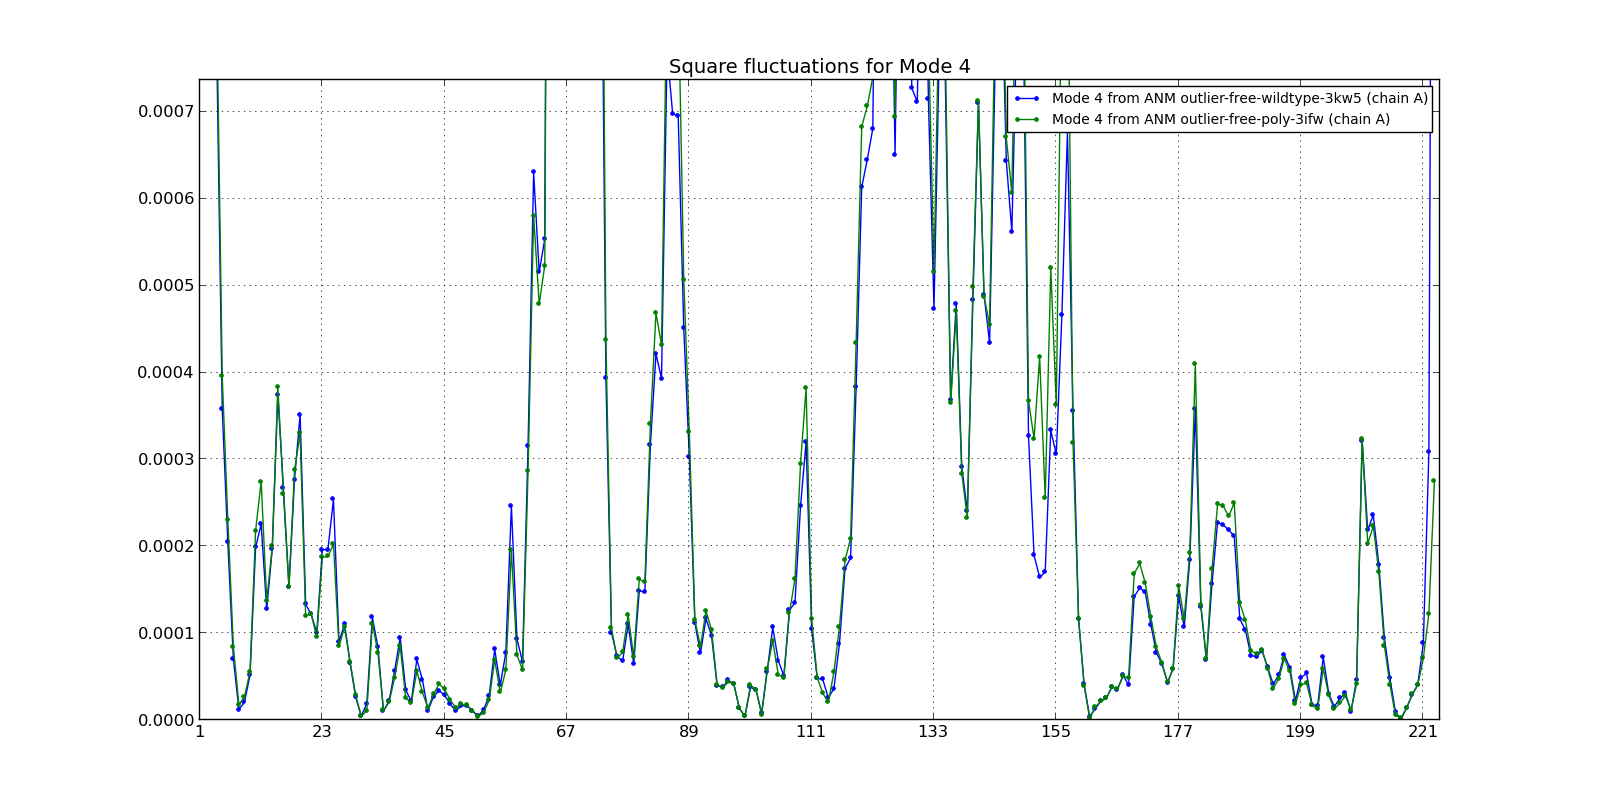 Square fluctuations for Mode 4
Mode 4 from ANM outlier-free-wildtype-3kw5 (chain A)
Mode 4 from ANM outlier-free-poly-3ifw (chain A)
0.0007
0.0006
0.0005
0.0004
0.0003
0.0002
0.0001
0.0000
1 23 45 67 89 111 133 155 177 199 221